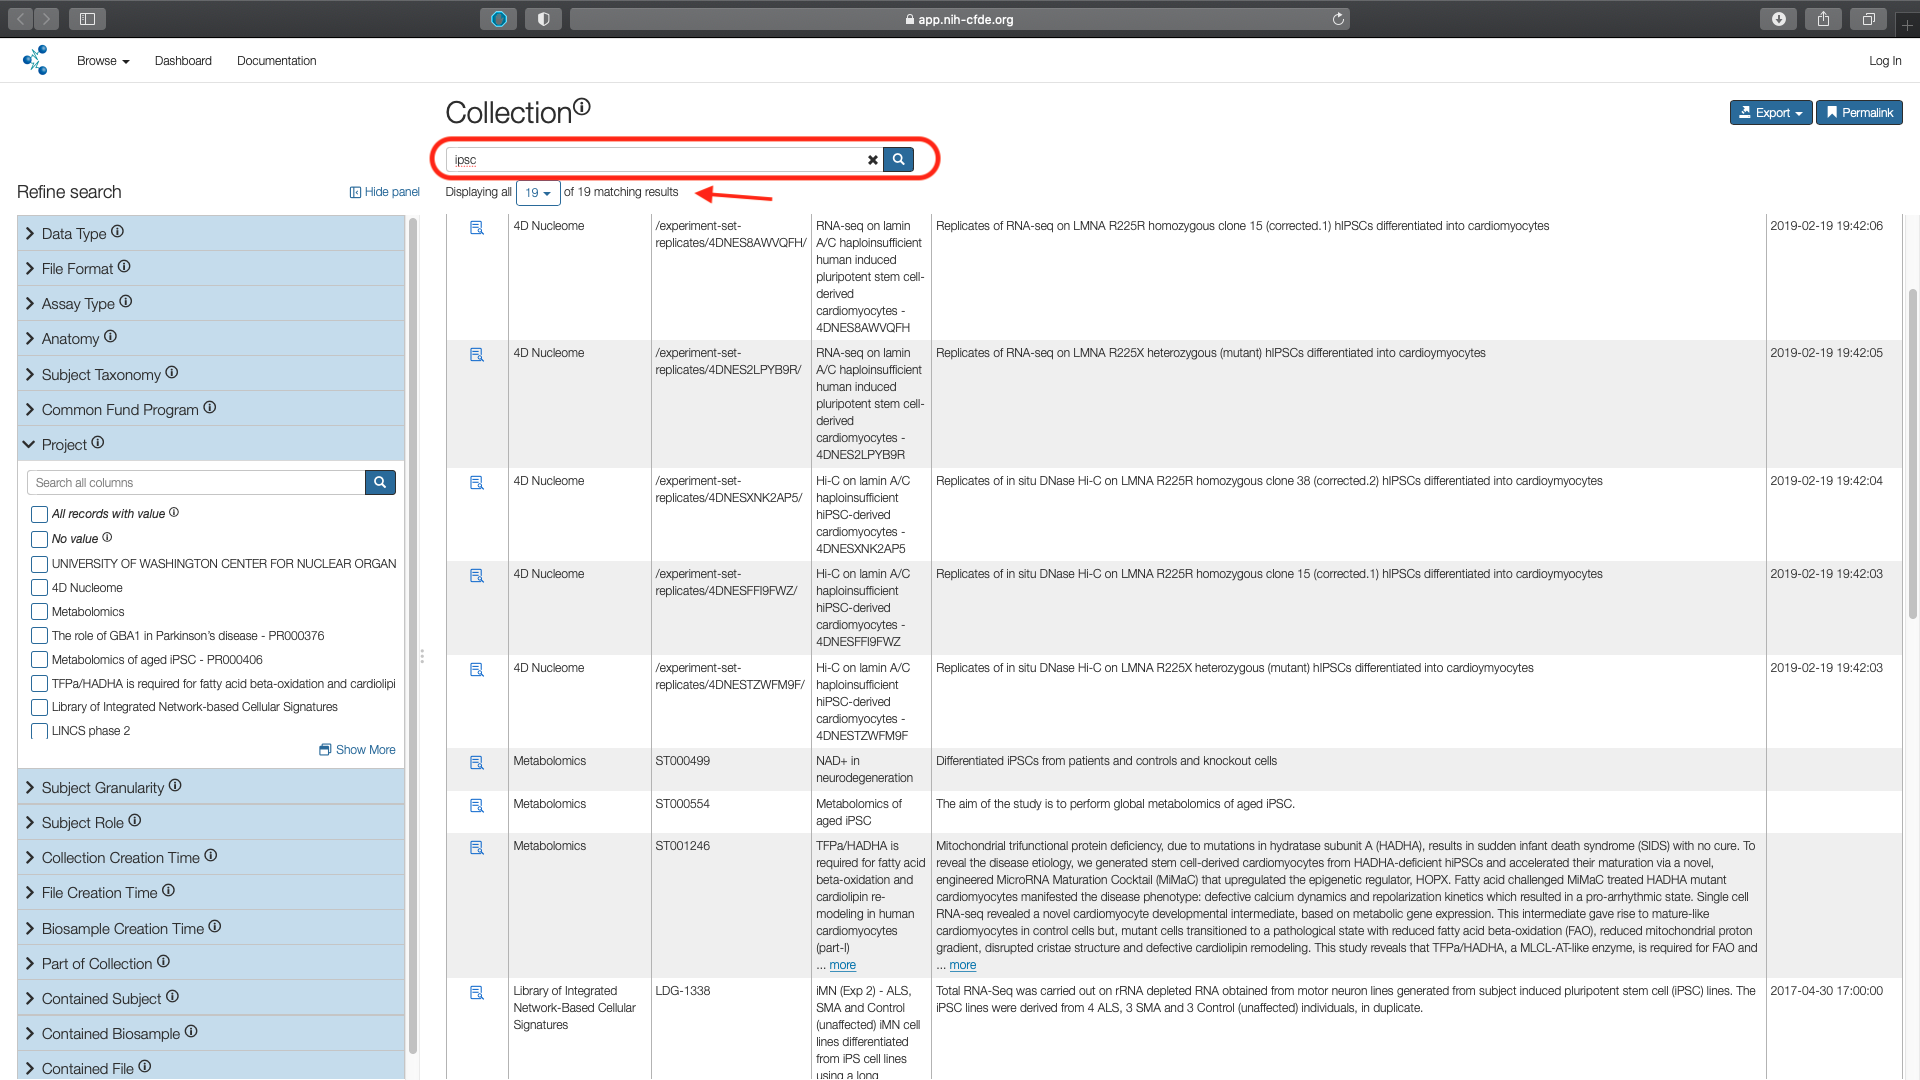 app.nih-cfde.org
Browse
Dashboard
Documentation
Log In
Collection
Export
Permalink
ipsc
Displaying all 19 of 19 matching results
Refine search
Hide panel
Data Type
File Format
Assay Type
Anatomy
Subject Taxonomy
Common Fund Program
Project
Search all columns
All records with value
No value
UNIVERSITY OF WASHINGTON CENTER FOR NUCLEAR ORGAN
4D Nucleome
Metabolomics
The role of GBA1 in Parkinson's disease - PR000376
Metabolomics of aged iPSC - PR000406
TFPa/HADHA is required for fatty acid beta-oxidation and cardiolipi
Library of Integrated Network-based Cellular Signatures
LINCS phase 2
Show More
Subject Granularity
Subject Role
Collection Creation Time
File Creation Time
Biosample Creation Time
Part of Collection
Contained Subject
Contained Biosample
Contained File
4D Nucleome
/experiment-set-
replicates/4DNES8AWVQFH/
RNA-seq on lamin
A/C haploinsufficient
human induced
pluripotent stem cell-
derived
cardiomyocytes -
4DNES8AWVQFH
Replicates of RNA-seq on LMNA R225R homozygous clone 15 (corrected.1) hIPSCs differentiated into cardiomyocytes
2019-02-19 19:42:06
4D Nucleome
/experiment-set-
replicates/4DNES2LPYB9R/
RNA-seq on lamin
A/C haploinsufficient
human induced
pluripotent stem cell-
derived
cardiomyocytes -
4DNES2LPYB9R
Replicates of RNA-seq on LMNA R225X heterozygous (mutant) hIPSCs differentiated into cardioymyocytes
2019-02-19 19:42:05
4D Nucleome
/experiment-set-
replicates/4DNESXNK2AP5/
Hi-C on lamin A/C
haploinsufficient
hiPSC-derived
cardiomyocytes -
4DNESXNK2AP5
Replicates of in situ DNase Hi-C on LMNA R225R homozygous clone 38 (corrected.2) hIPSCs differentiated into cardioymyocytes
2019-02-19 19:42:04
4D Nucleome
/experiment-set-
replicates/4DNESFFI9FWZ/
Hi-C on lamin A/C
haploinsufficient
hiPSC-derived
cardiomyocytes -
4DNESFFI9FWZ
Replicates of in situ DNase Hi-C on LMNA R225R homozygous clone 15 (corrected.1) hIPSCs differentiated into cardioymyocytes
2019-02-19 19:42:03
4D Nucleome
/experiment-set-
replicates/4DNESTZWFM9F/
Hi-C on lamin A/C
haploinsufficient
hiPSC-derived
cardiomyocytes -
4DNESTZWFM9F
Replicates of in situ DNase Hi-C on LMNA R225X heterozygous (mutant) hIPSCs differentiated into cardioymyocytes
2019-02-19 19:42:03
Metabolomics
ST000499
NAD+ in
neurodegeneration
Differentiated iPSCs from patients and controls and knockout cells
Metabolomics
ST000554
Metabolomics of
aged iPSC
The aim of the study is to perform global metabolomics of aged iPSC.
Metabolomics
ST001246
TFPa/HADHA is
required for fatty acid
beta-oxidation and
cardiolipin re-
modeling in human
cardiomyocytes
(part-I)
... more
Mitochondrial trifunctional protein deficiency, due to mutations in hydratase subunit A (HADHA), results in sudden infant death syndrome (SIDS) with no cure. To
reveal the disease etiology, we generated stem cell-derived cardiomyocytes from HADHA-deficient hiPSCs and accelerated their maturation via a novel,
engineered MicroRNA Maturation Cocktail (MiMaC) that upregulated the epigenetic regulator, HOPX. Fatty acid challenged MiMaC treated HADHA mutant
cardiomyocytes manifested the disease phenotype: defective calcium dynamics and repolarization kinetics which resulted in a pro-arrhythmic state. Single cell
RNA-seq revealed a novel cardiomyocyte developmental intermediate, based on metabolic gene expression. This intermediate gave rise to mature-like
cardiomyocytes in control cells but, mutant cells transitioned to a pathological state with reduced fatty acid beta-oxidation (FAO), reduced mitochondrial proton
gradient, disrupted cristae structure and defective cardiolipin remodeling. This study reveals that TFPa/HADHA, a MLCL-AT-like enzyme, is required for FAO and
... more
Library of Integrated
Network-Based Cellular
Signatures
LDG-1338
iMN (Exp 2) - ALS,
SMA and Control
(unaffected) iMN cell
lines differentiated
from iPS cell lines
using a long
Total RNA-Seq was carried out on rRNA depleted RNA obtained from motor neuron lines generated from subject induced pluripotent stem cell (iPSC) lines. The
iPSC lines were derived from 4 ALS, 3 SMA and 3 Control (unaffected) individuals, in duplicate.
2017-04-30 17:00:00